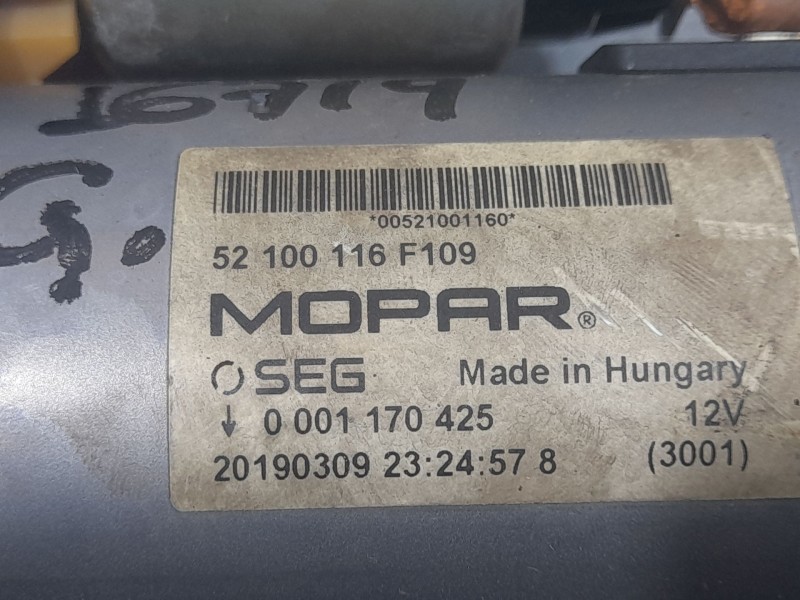 *00521001160*
52 100 116 F109
MOPAR®
SEG Made in Hungary
0 001 170 425 12V
20190309 23:24:57 8 (3001)